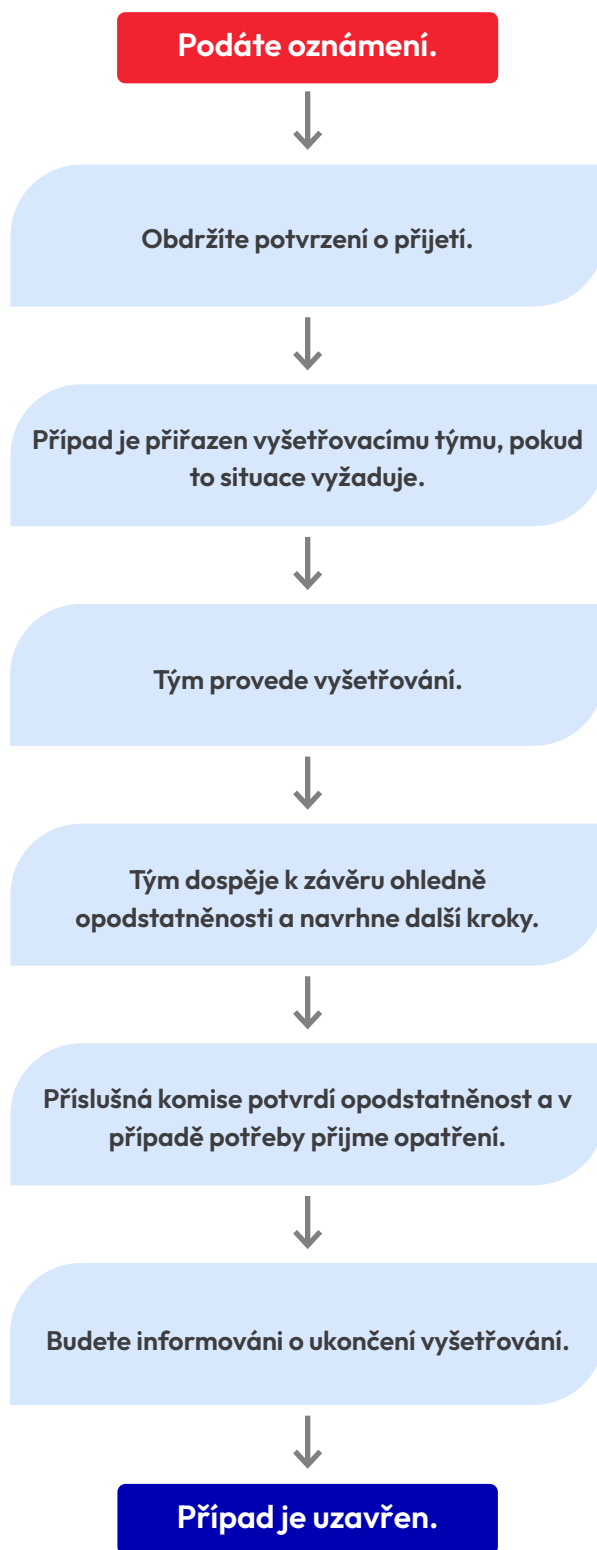 Podáte oznámení.
Obdržíte potvrzení o přijetí.
Případ je přiřazen vyšetřovacímu týmu, pokud
to situace vyžaduje.
Tým provede vyšetřování.
Tým dospěje k závěru ohledně
opodstatněnosti a navrhne další kroky.
Příslušná komise potvrdí opodstatněnost a v
případě potřeby přijme opatření.
Budete informováni o ukončení vyšetřování.
Případ je uzavřen.